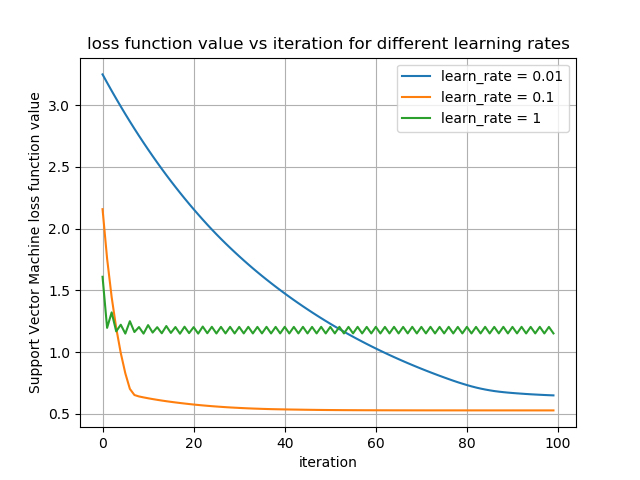 loss function value vs iteration for different learning rates
learn_rate = 0.01
learn_rate = 0.1
learn_rate = 1
Support Vector Machine loss function value
3.0
2.5
2.0
1.5
1.0
0.5
0 20 40 60 80 100
iteration